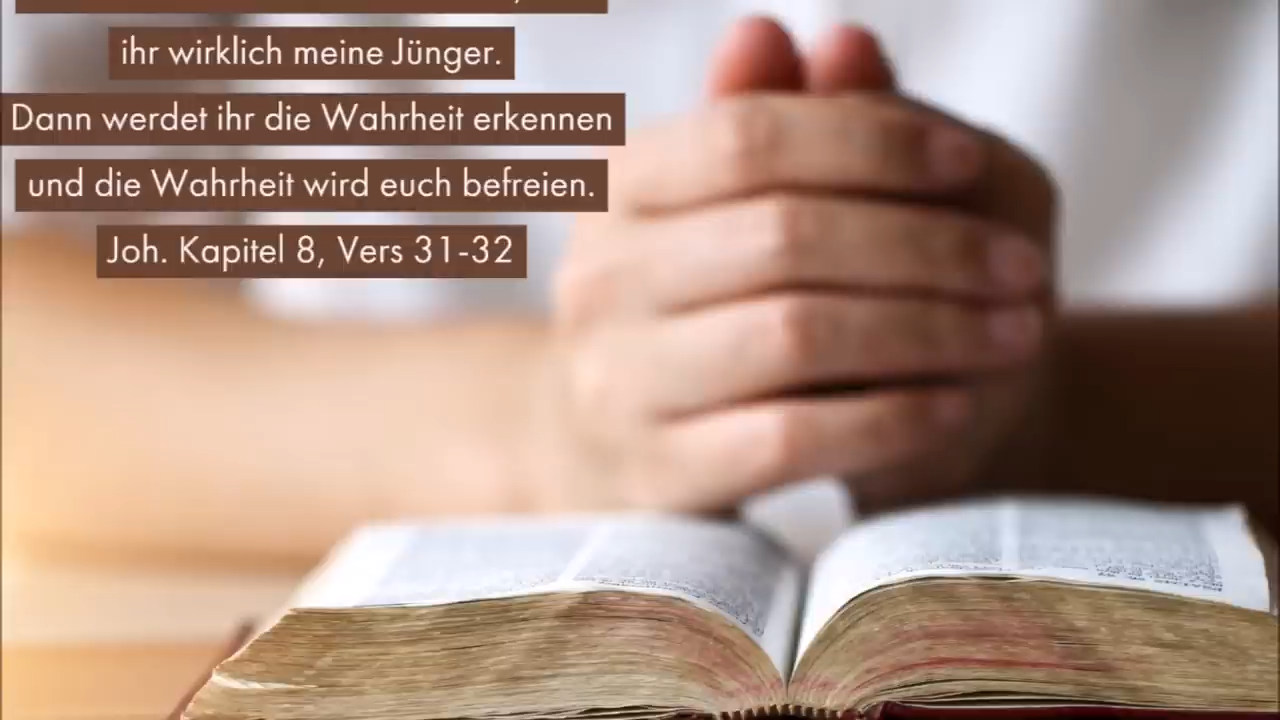 ihr wirklich meine Jünger.
Dann werdet ihr die Wahrheit erkennen
und die Wahrheit wird euch befreien.
Joh. Kapitel 8, Vers 31-32